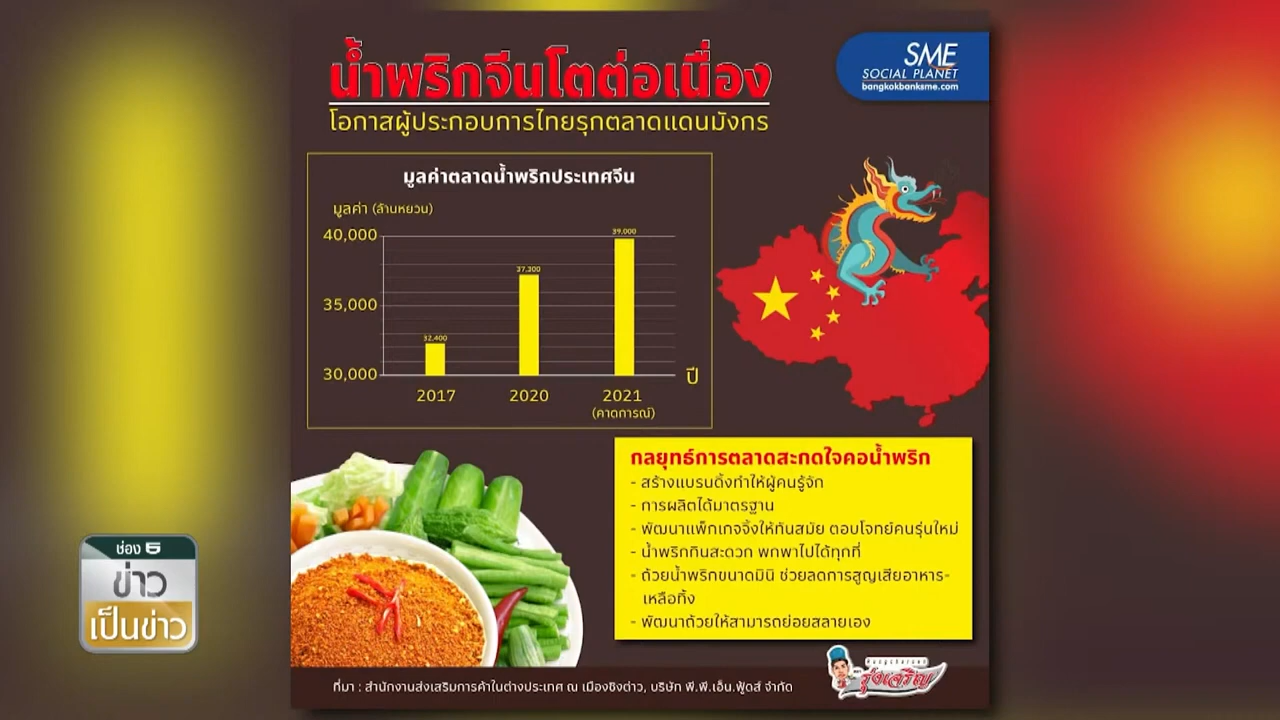 น้ำพริกจีนโตต่อเนื่อง
โอกาสผู้ประกอบการไทยรุกตลาดแดนมังกร
SME
SOCIAL PLANET
bangkokbanksme.com
มูลค่าตลาดน้ำพริกประเทศจีน
มูลค่า (ล้านหยวน)
40,000
35,000
30,000
32,400
37,300
39,000
2017
2020
2021
(คาดการณ์)
ปี
กลยุทธ์การตลาดสะกดใจคอน้ำพริก
- สร้างแบรนดิ้งทำให้ผู้คนรู้จัก
- การผลิตได้มาตรฐาน
- พัฒนาแพ็กเกจจิ้งให้ทันสมัย ตอบโจทย์คนรุ่นใหม่
- น้ำพริกกินสะดวก พกพาไปได้ทุกที่
- ถ้วยน้ำพริกขนาดมินิ ช่วยลดการสูญเสียอาหาร-
เหลือทิ้ง
- พัฒนาถ้วยให้สามารถย่อยสลายเอง
ช่อง 5
ข่าว
เป็นข่าว
ที่มา : สำนักงานส่งเสริมการค้าในต่างประเทศ ณ เมืองชิงต่าว, บริษัท พี.พี.เอ็น.ฟู้ดส์ จำกัด
รุ่งเจริญ